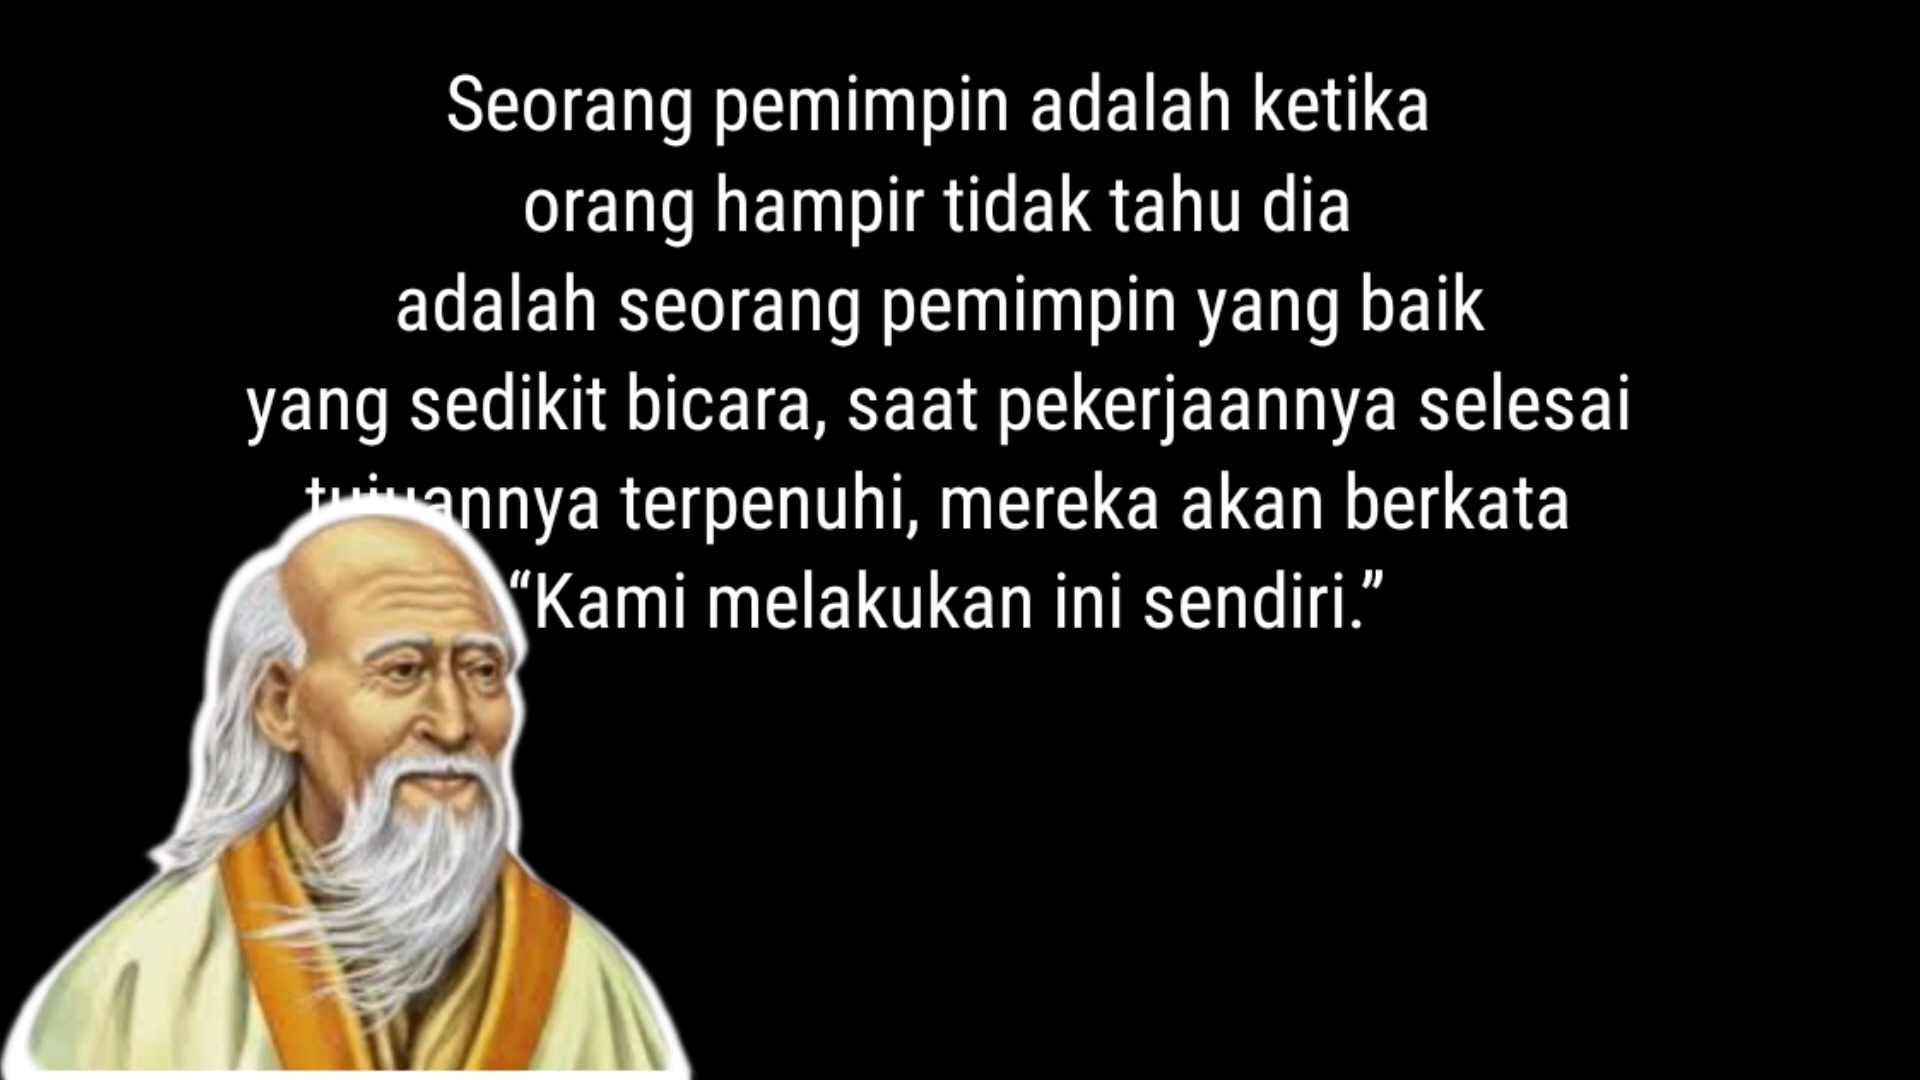 Seorang pemimpin adalah ketika
orang hampir tidak tahu dia
adalah seorang pemimpin yang baik
yang sedikit bicara, saat pekerjaannya selesai
tujuannya terpenuhi, mereka akan berkata
“Kami melakukan ini sendiri.”